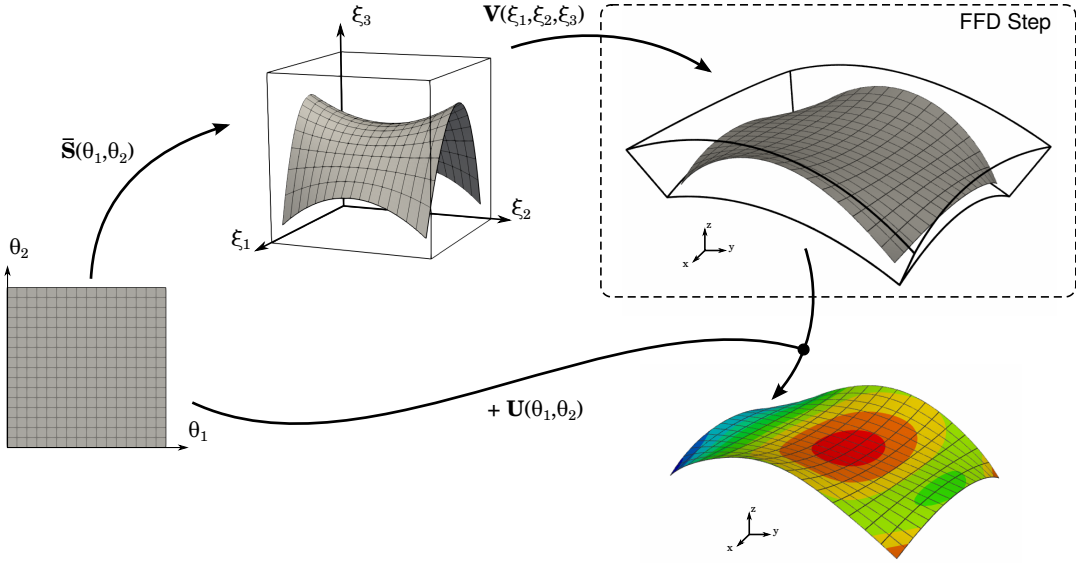 ξ3
V(ξ1,ξ2,ξ3)
FFD Step
S̄(θ1,θ2)
ξ2
ξ1
z
y
x
θ2
θ1
+ U(θ1,θ2)
z
y
x